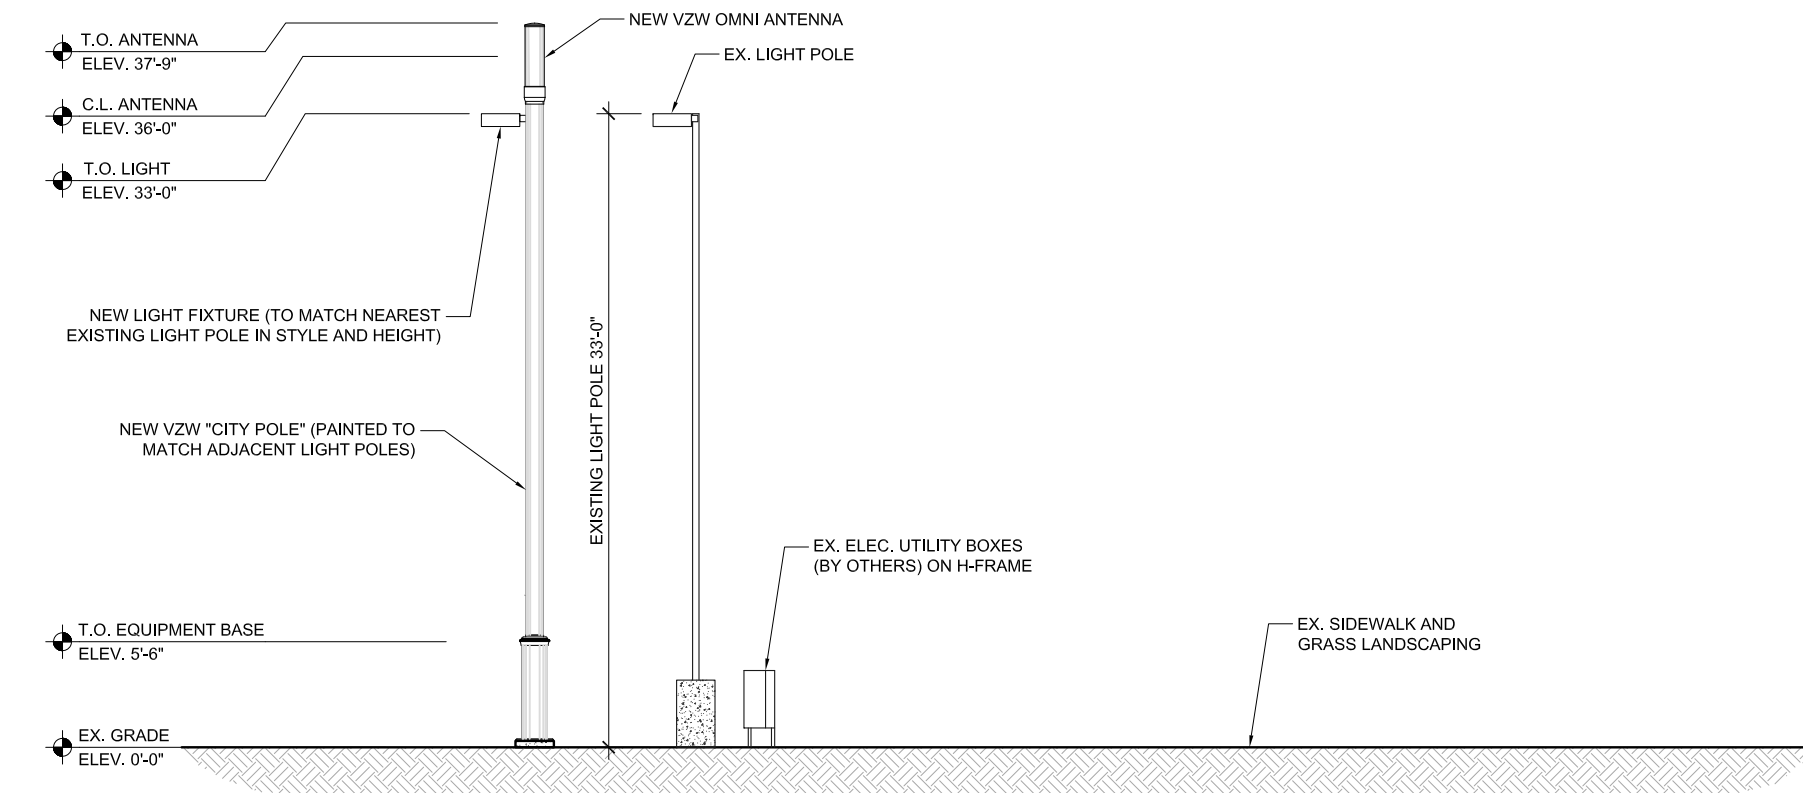 T.O. ANTENNA
ELEV. 37'-9"
C.L. ANTENNA
ELEV. 36'-0"
T.O. LIGHT
ELEV. 33'-0"
NEW VZW OMNI ANTENNA
EX. LIGHT POLE
NEW LIGHT FIXTURE (TO MATCH NEAREST
EXISTING LIGHT POLE IN STYLE AND HEIGHT)
NEW VZW "CITY POLE" (PAINTED TO
MATCH ADJACENT LIGHT POLES)
EXISTING LIGHT POLE 33'-0"
EX. ELEC. UTILITY BOXES
(BY OTHERS) ON H-FRAME
EX. SIDEWALK AND
GRASS LANDSCAPING
T.O. EQUIPMENT BASE
ELEV. 5'-6"
EX. GRADE
ELEV. 0'-0"